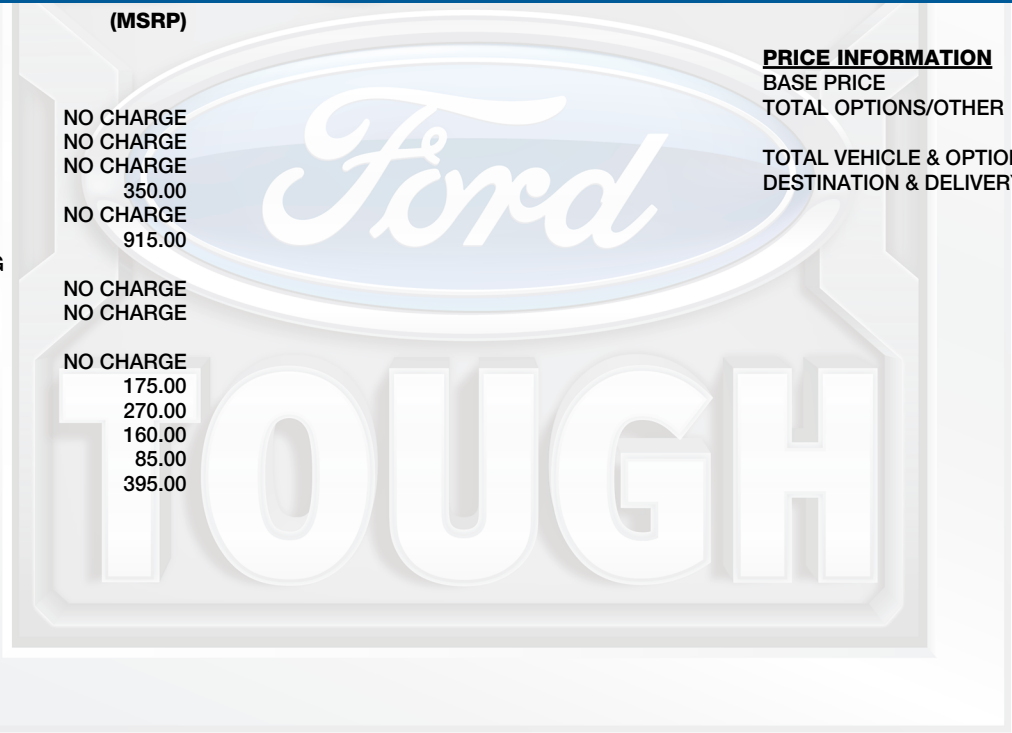 (MSRP)
NO CHARGE
NO CHARGE
NO CHARGE
350.00
NO CHARGE
915.00
G
NO CHARGE
NO CHARGE
NO CHARGE
175.00
270.00
160.00
85.00
395.00
PRICE INFORMATION
BASE PRICE
TOTAL OPTIONS/OTHER
TOTAL VEHICLE & OPTION
DESTINATION & DELIVERY
Ford
TOUGH